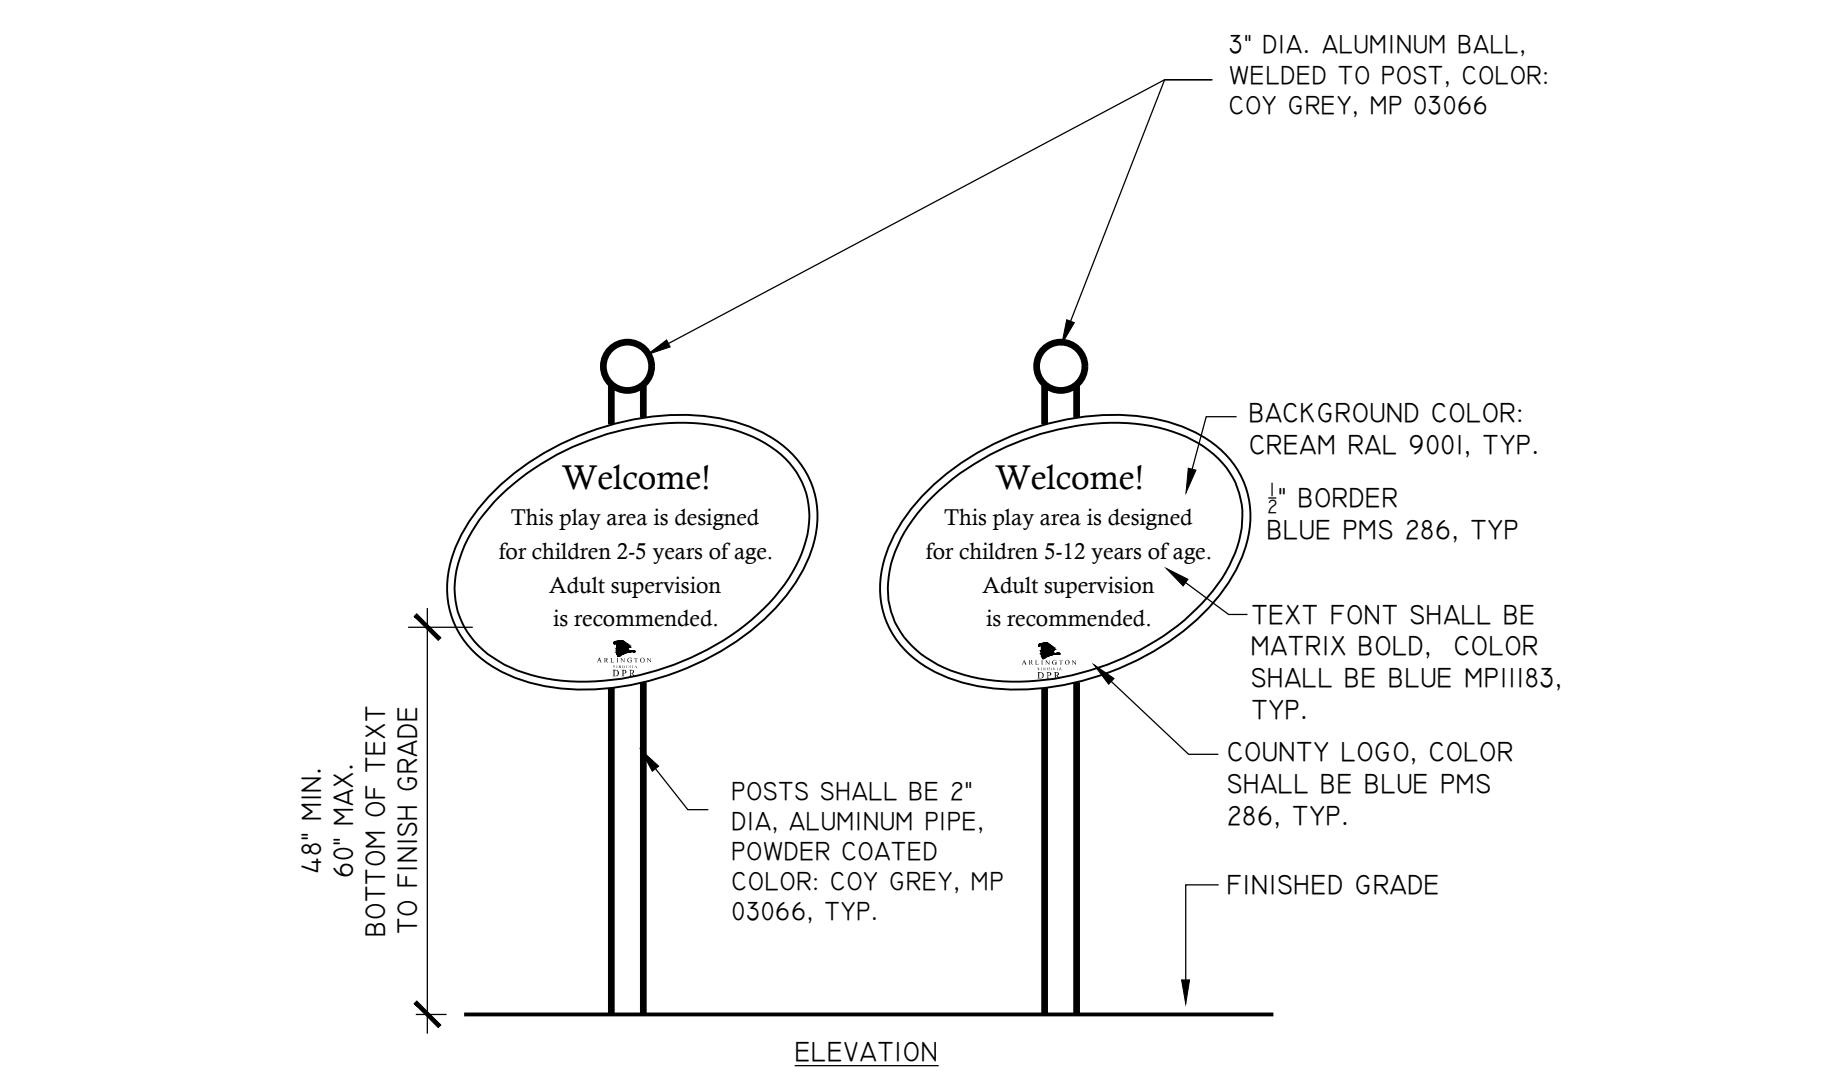 3" DIA. ALUMINUM BALL,
WELDED TO POST, COLOR:
COY GREY, MP 03066
Welcome!
This play area is designed
for children 2-5 years of age.
Adult supervision
is recommended.
ARLINGTON
VIRGINIA
DPR
Welcome!
This play area is designed
for children 5-12 years of age.
Adult supervision
is recommended.
ARLINGTON
VIRGINIA
DPR
BACKGROUND COLOR:
CREAM RAL 9001, TYP.
½" BORDER
BLUE PMS 286, TYP
TEXT FONT SHALL BE
MATRIX BOLD, COLOR
SHALL BE BLUE MP11183,
TYP.
COUNTY LOGO, COLOR
SHALL BE BLUE PMS
286, TYP.
FINISHED GRADE
POSTS SHALL BE 2"
DIA, ALUMINUM PIPE,
POWDER COATED
COLOR: COY GREY, MP
03066, TYP.
48" MIN.
60" MAX.
BOTTOM OF TEXT
TO FINISH GRADE
ELEVATION